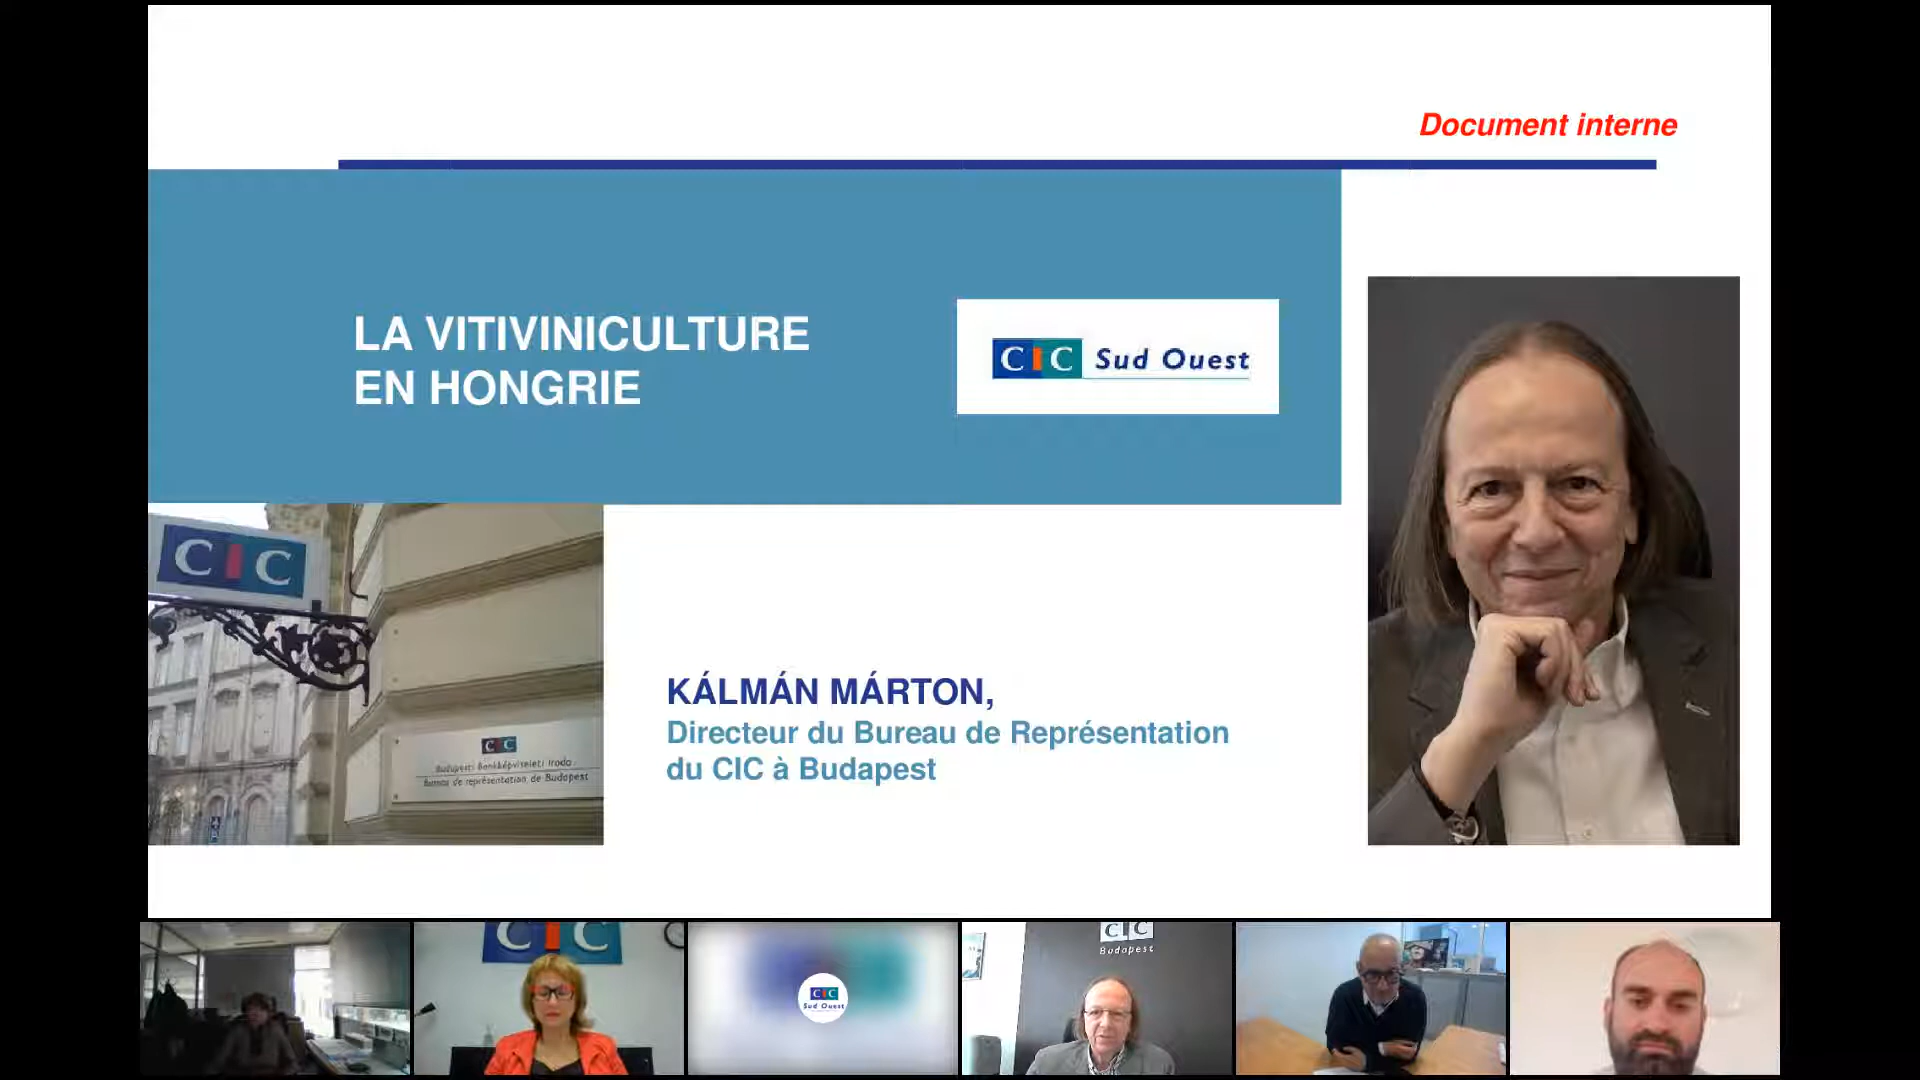 Document interne
LA VITIVINICULTURE
EN HONGRIE
CIC Sud Ouest
CIC
CIC
Budapesti Bankképviseleti Iroda
Bureau de représentation de Budapest
KÁLMÁN MÁRTON,
Directeur du Bureau de Représentation
du CIC à Budapest
CIC
CIC
Sud Ouest
CIC
Budapest